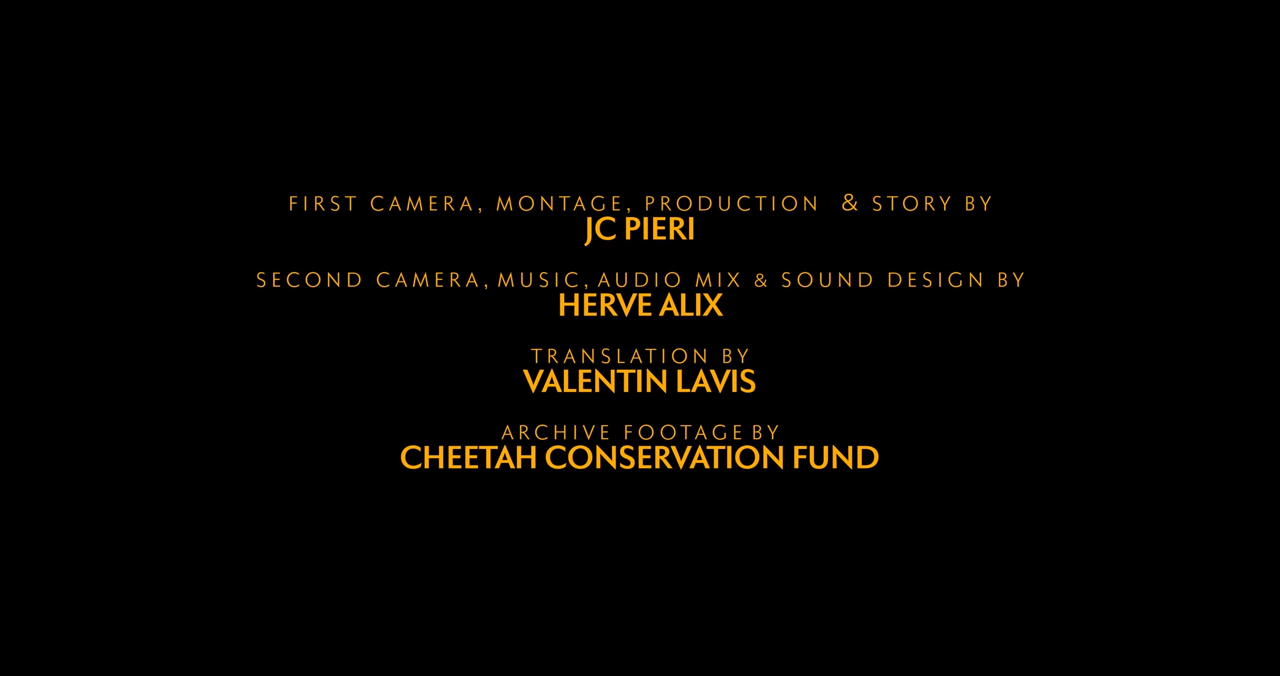 FIRST CAMERA, MONTAGE, PRODUCTION & STORY BY
JC PIERI
SECOND CAMERA, MUSIC, AUDIO MIX & SOUND DESIGN BY
HERVE ALIX
TRANSLATION BY
VALENTIN LAVIS
ARCHIVE FOOTAGE BY
CHEETAH CONSERVATION FUND